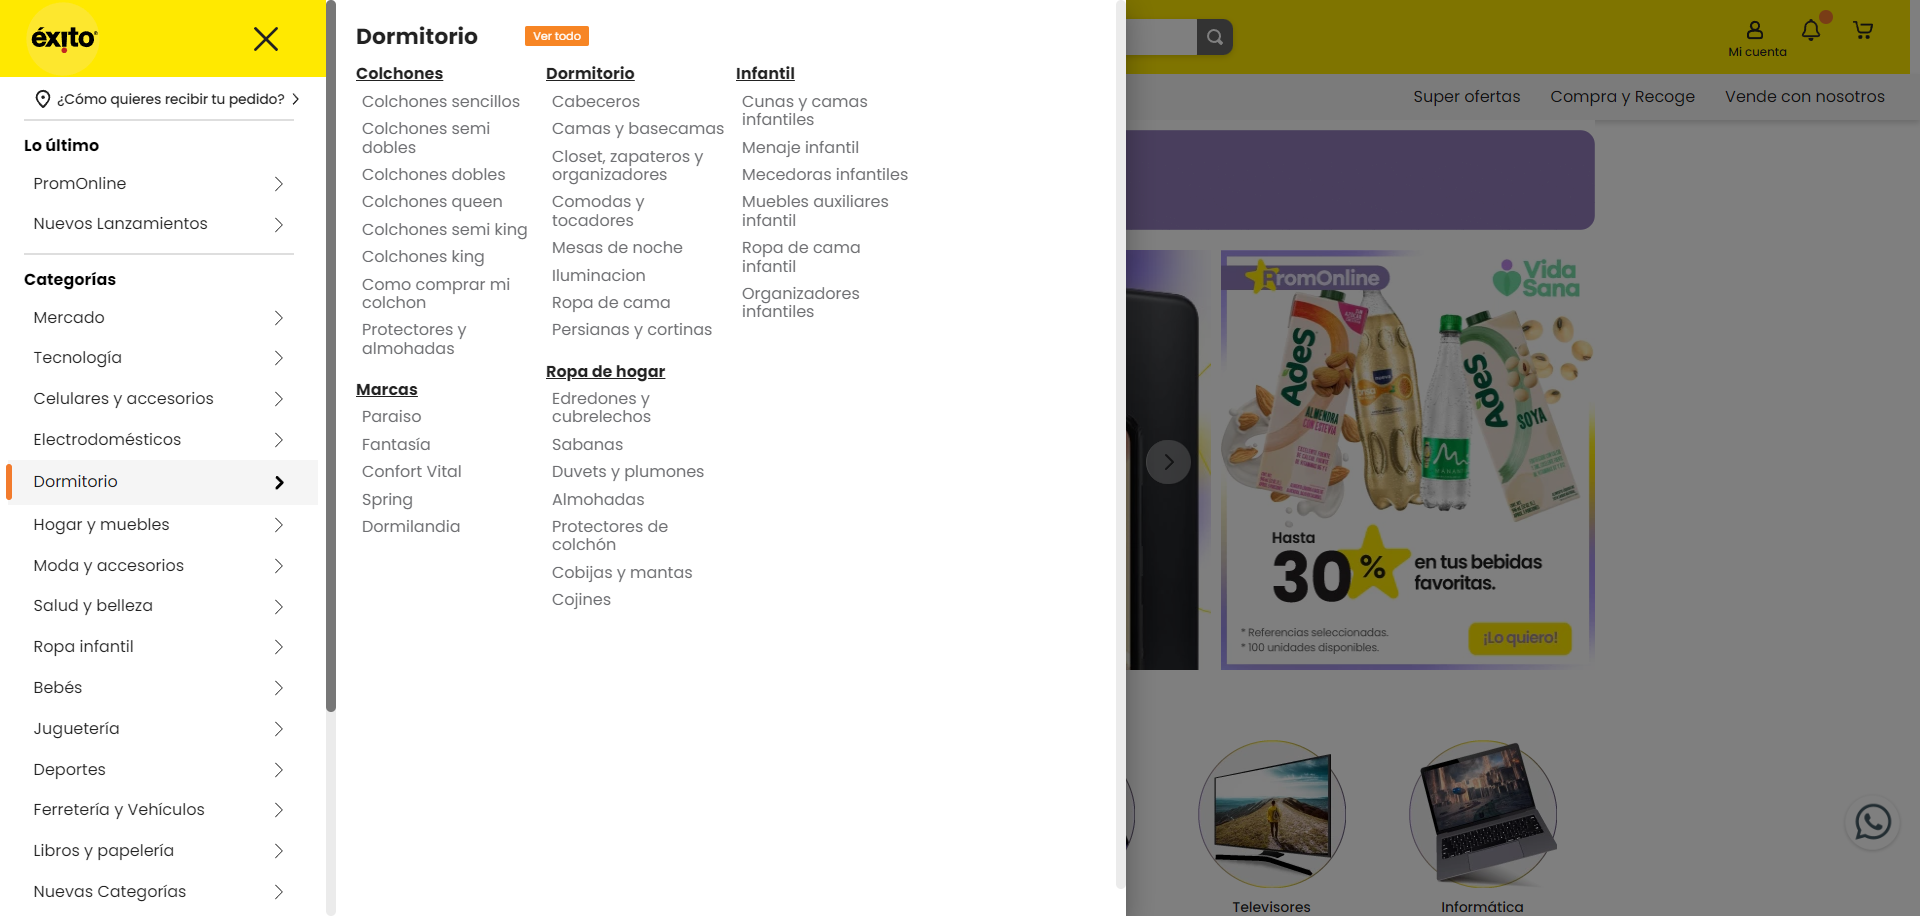 éxito
¿Cómo quieres recibir tu pedido?
Lo último
PromOnline
Nuevos Lanzamientos
Categorías
Mercado
Tecnología
Celulares y accesorios
Electrodomésticos
Dormitorio
Hogar y muebles
Moda y accesorios
Salud y belleza
Ropa infantil
Bebés
Juguetería
Deportes
Ferretería y Vehículos
Libros y papelería
Nuevas Categorías
Dormitorio
Ver todo
Colchones
Colchones sencillos
Colchones semi
dobles
Colchones dobles
Colchones queen
Colchones semi king
Colchones king
Como comprar mi
colchon
Protectores y
almohadas
Marcas
Paraiso
Fantasía
Confort Vital
Spring
Dormilandia
Dormitorio
Cabeceros
Camas y basecamas
Closet, zapateros y
organizadores
Comodas y
tocadores
Mesas de noche
Iluminacion
Ropa de cama
Persianas y cortinas
Ropa de hogar
Edredones y
cubrelechos
Sabanas
Duvets y plumones
Almohadas
Protectores de
colchón
Cobijas y mantas
Cojines
Infantil
Cunas y camas
infantiles
Menaje infantil
Mecedoras infantiles
Muebles auxiliares
infantil
Ropa de cama
infantil
Organizadores
infantiles
Mi cuenta
Super ofertas
Compra y Recoge
Vende con nosotros
PromOnline
Vida
Sana
AdeS
ALMENDRA
CON ESTEVIA
AdeS
SOYA
Hasta
30%
en tus bebidas
favoritas.
* Referencias seleccionadas.
* 100 unidades disponibles.
¡Lo quiero!
Televisores
Informática